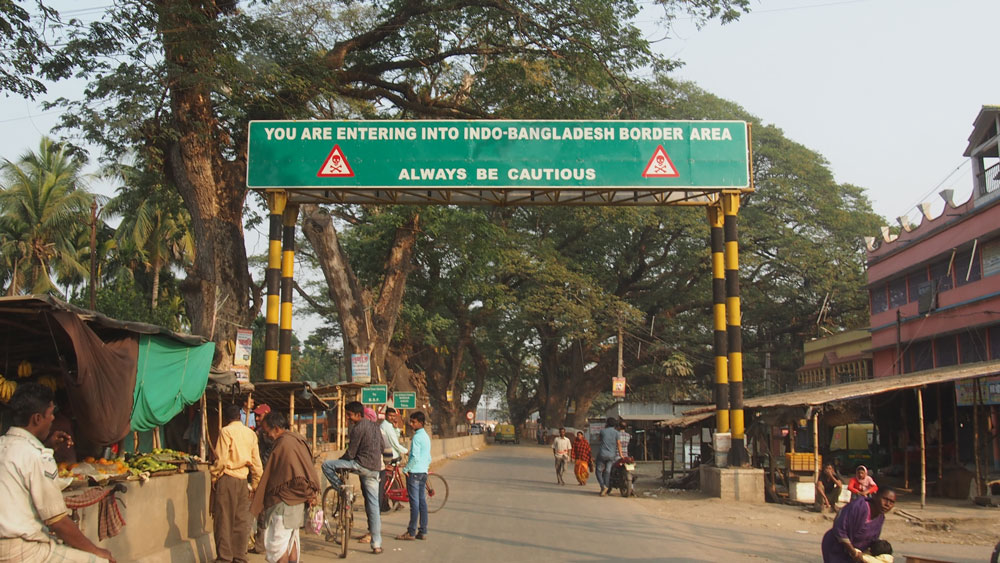 YOU ARE ENTERING INTO INDO-BANGLADESH BORDER AREA
ALWAYS BE CAUTIOUS